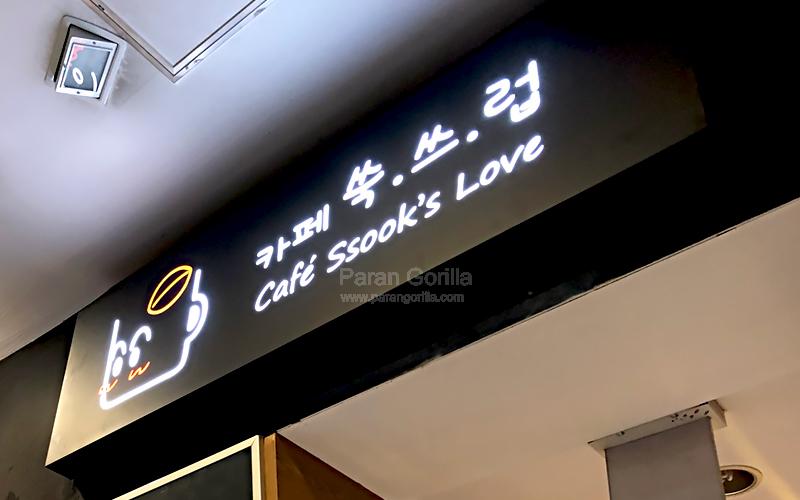 카페 쑥.쓰.럽
Café Ssook's Love
Paran Gorilla
www.parangorilla.com